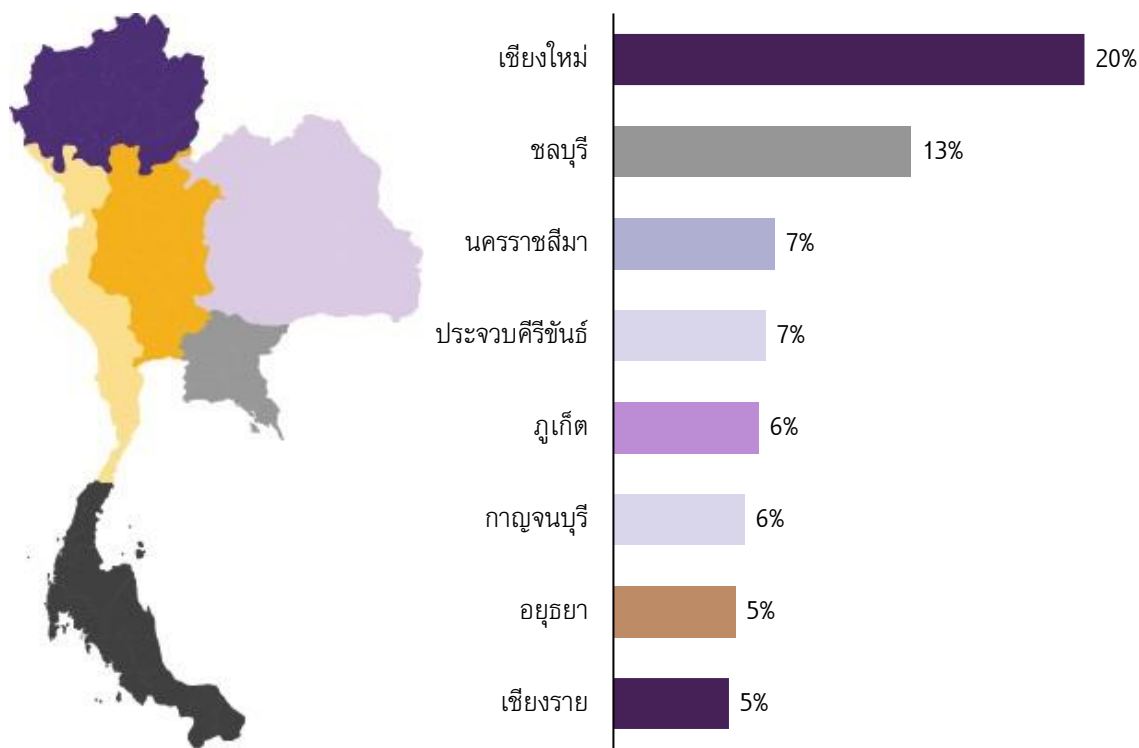 เชียงใหม่ 20%
ชลบุรี 13%
นครราชสีมา 7%
ประจวบคีรีขันธ์ 7%
ภูเก็ต 6%
กาญจนบุรี 6%
อยุธยา 5%
เชียงราย 5%